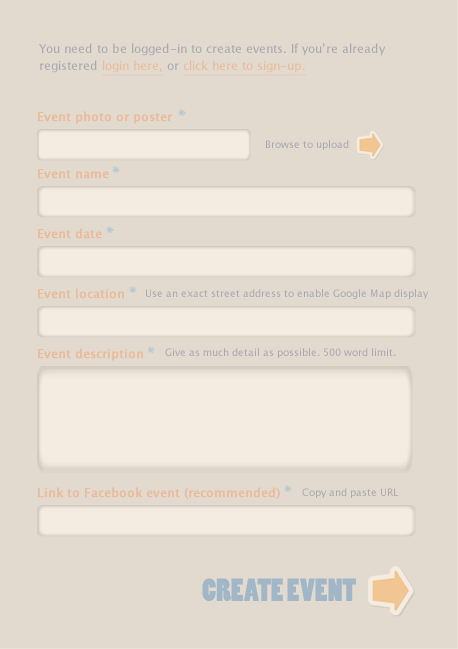 You need to be logged-in to create events. If you're already
registered login here, or click here to sign-up.
Event photo or poster *
Browse to upload
Event name *
Event date *
Event location * Use an exact street address to enable Google Map display
Event description * Give as much detail as possible. 500 word limit.
Link to Facebook event (recommended) * Copy and paste URL
CREATE EVENT